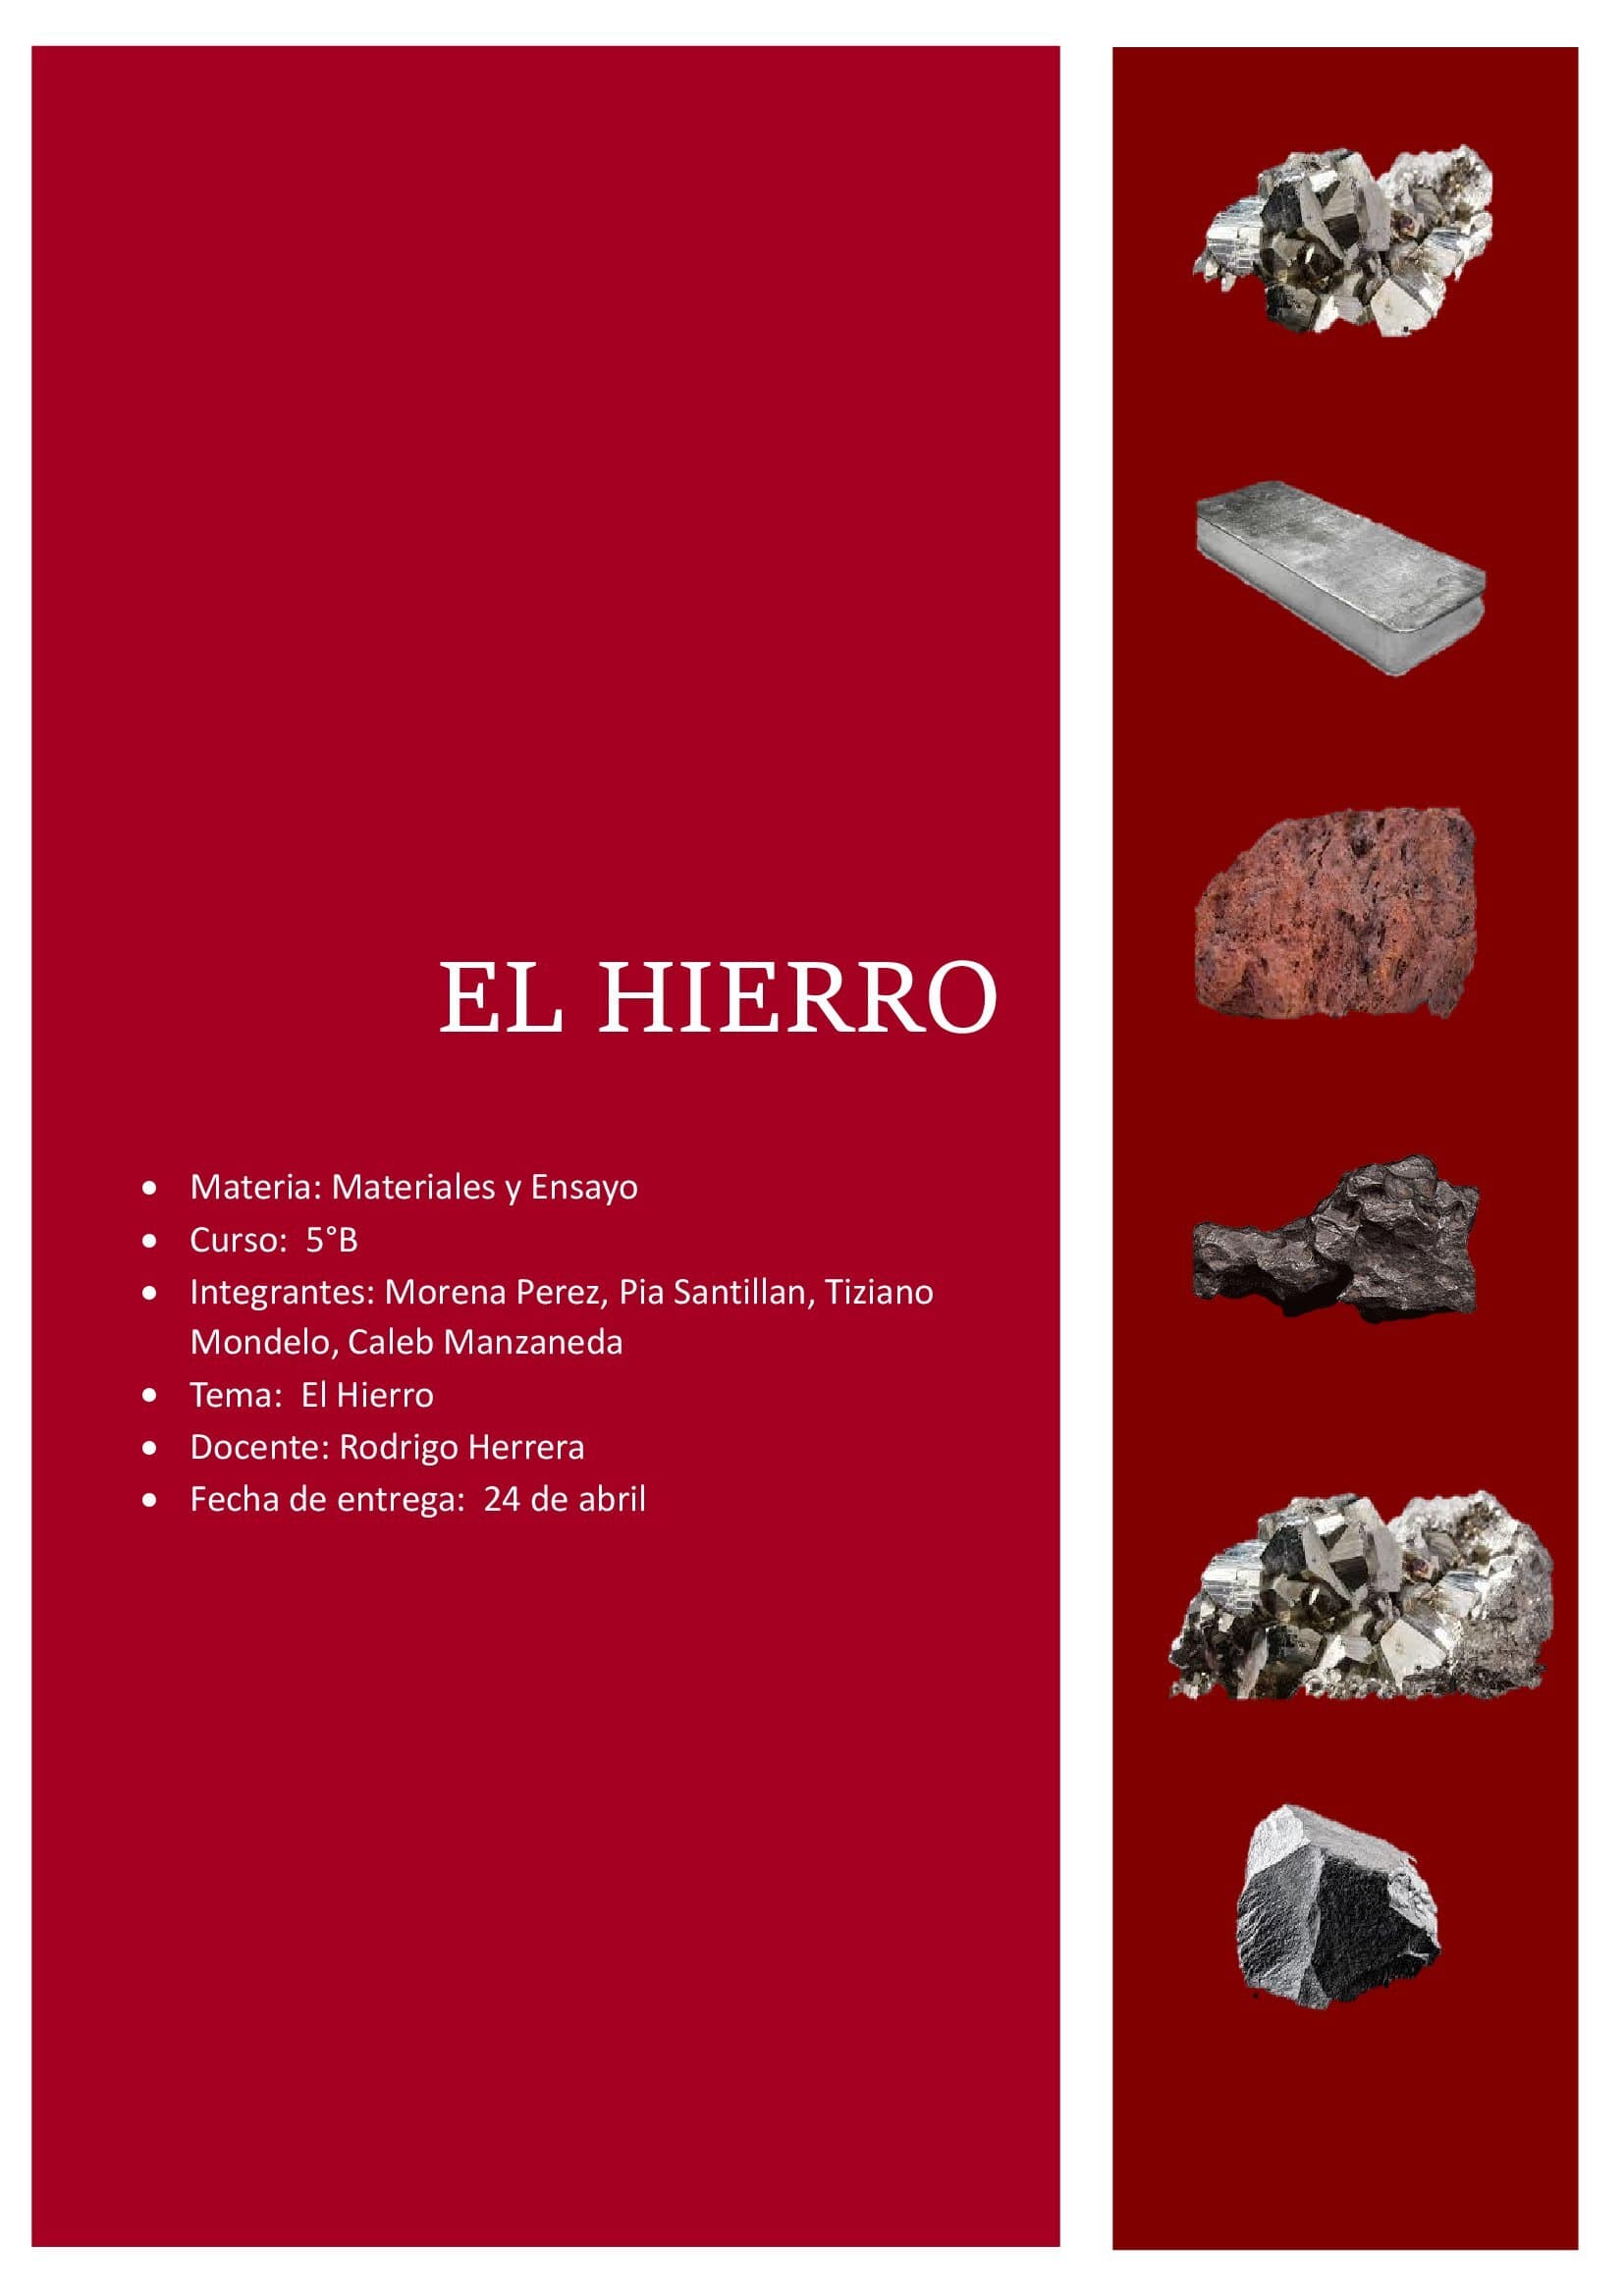 EL HIERRO
• Materia: Materiales y Ensayo
• Curso:  5°B
• Integrantes: Morena Perez, Pia Santillan, Tiziano
Mondelo, Caleb Manzaneda
• Tema:  El Hierro
• Docente: Rodrigo Herrera
• Fecha de entrega:  24 de abril